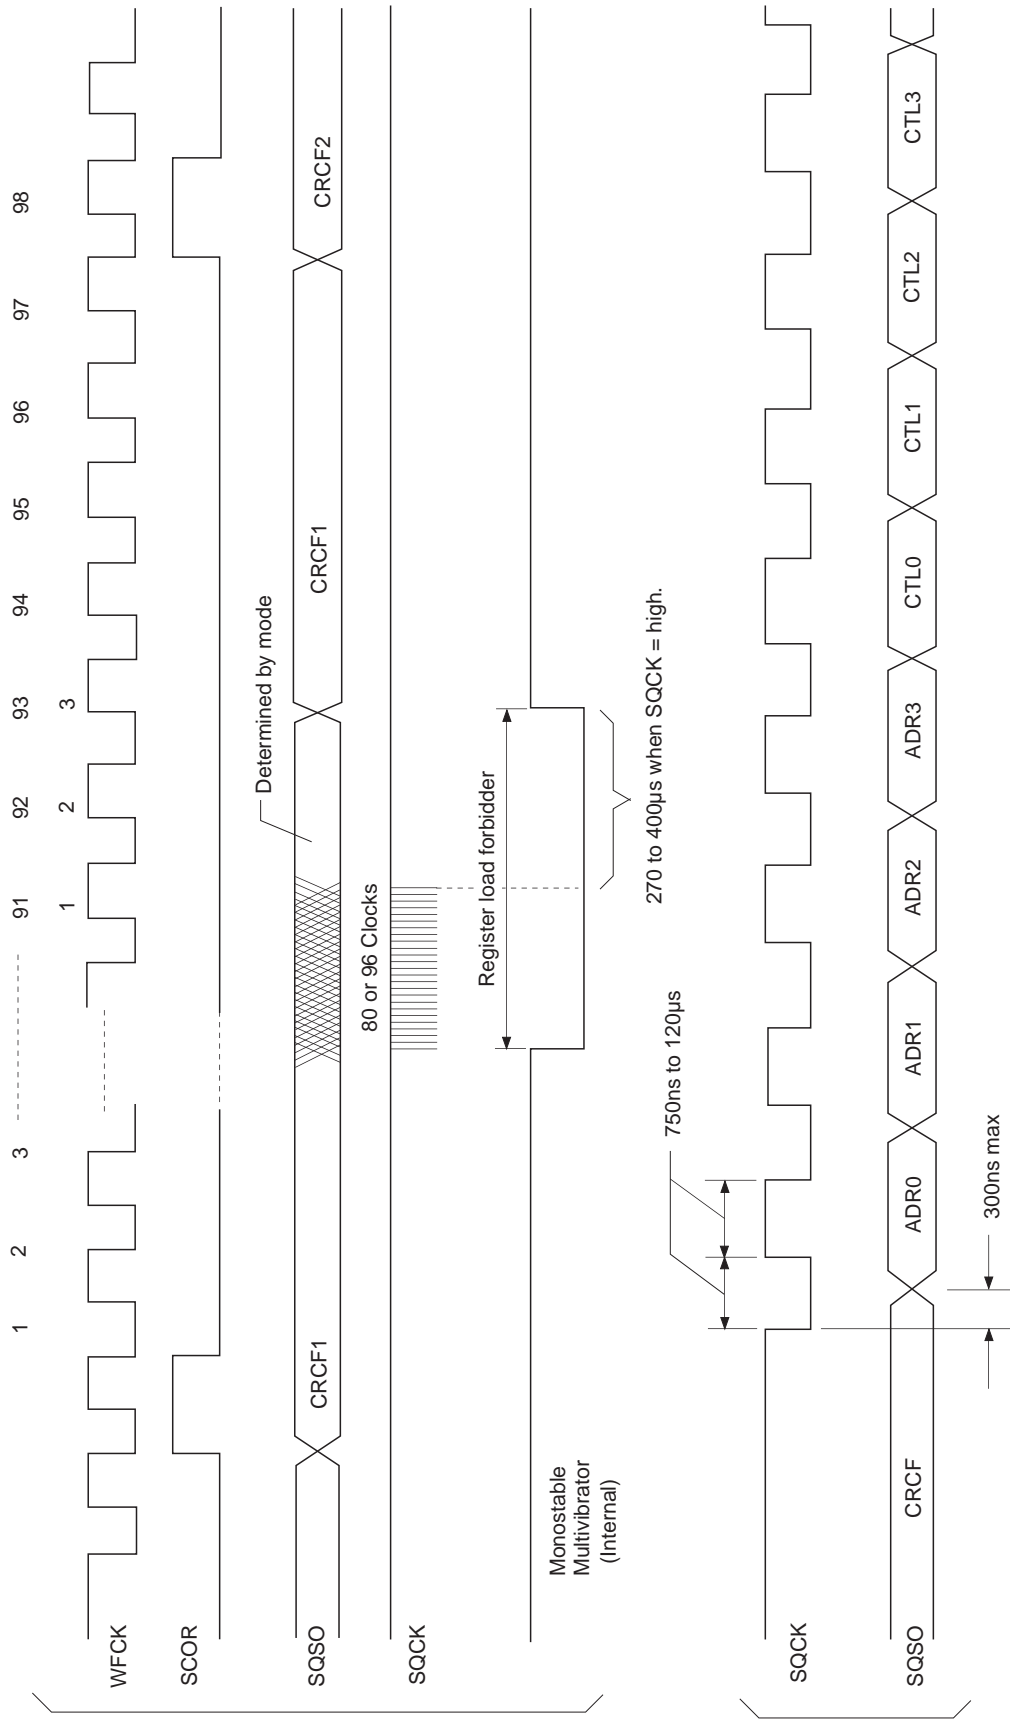 1 2 3 91 92 93 94 95 96 97 98
1 2 3
WFCK
SCOR
Determined by mode
SQSO CRCF1 CRCF1 CRCF2
80 or 96 Clocks
SQCK
Register load forbidder
Monostable
Multivibrator
(Internal)
270 to 400µs when SQCK = high.
750ns to 120µs
SQCK
SQSO CRCF ADR0 ADR1 ADR2 ADR3 CTL0 CTL1 CTL2 CTL3
300ns max